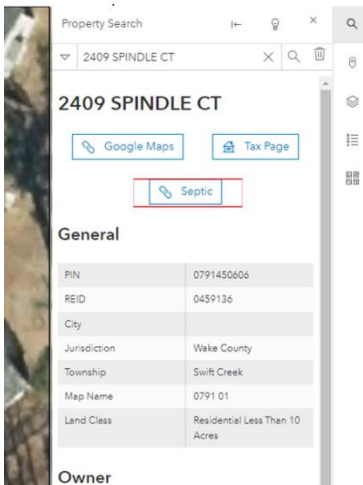 Property Search
2409 SPINDLE CT
2409 SPINDLE CT
Google Maps
Tax Page
Septic
General
PIN 0791450606
REID 0459136
City
Jurisdiction Wake County
Township Swift Creek
Map Name 0791 01
Land Class Residential Less Than 10
Acres
Owner